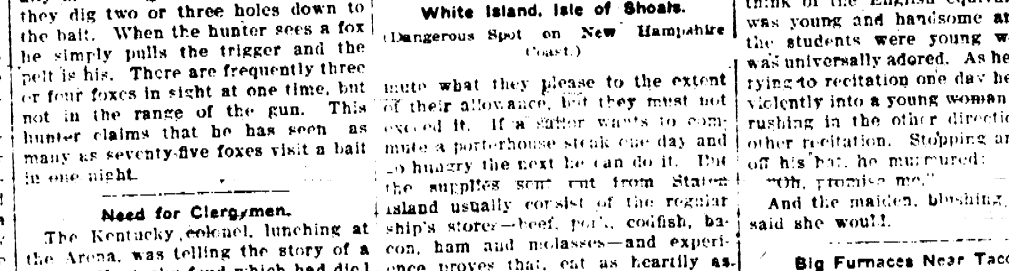 they dig two or three holes down to
the bait. When the hunter sees a fox
he simply pulls the trigger and the
pelt is his. There are frequently three
or four foxes in sight at one time, but
not in the range of the gun. This
hunter claims that he has seen as
many as seventy-five foxes visit a bait
in one night.
Need for Clergymen.
The Kentucky colonel, lunching at
the Arena, was telling the story of a
which had died
White Island, Isle of Shoals.
(Dangerous Spot on New Hampshire
Coast.)
mute what they please to the extent
of their allowance, but they must not
exceed it. If a sailor wants to com-
mute a porterhouse steak one day and
go hungry the next he can do it. But
the supplies sent out from Staten
Island usually consist of the regular
ship's stores—beef, pork, codfish, ba-
con, ham and molasses—and experi-
ence proves that, eat as heartily as
think of the English
was young and handsome
the students were young
was universally adored. As he
rying to recitation one day he
violently into a young woman
rushing in the other
other recitation. Stopping
off his hat, he murmured:
"Oh, promise me."
And the maiden, blushing,
said she would.
Big Furnaces Near